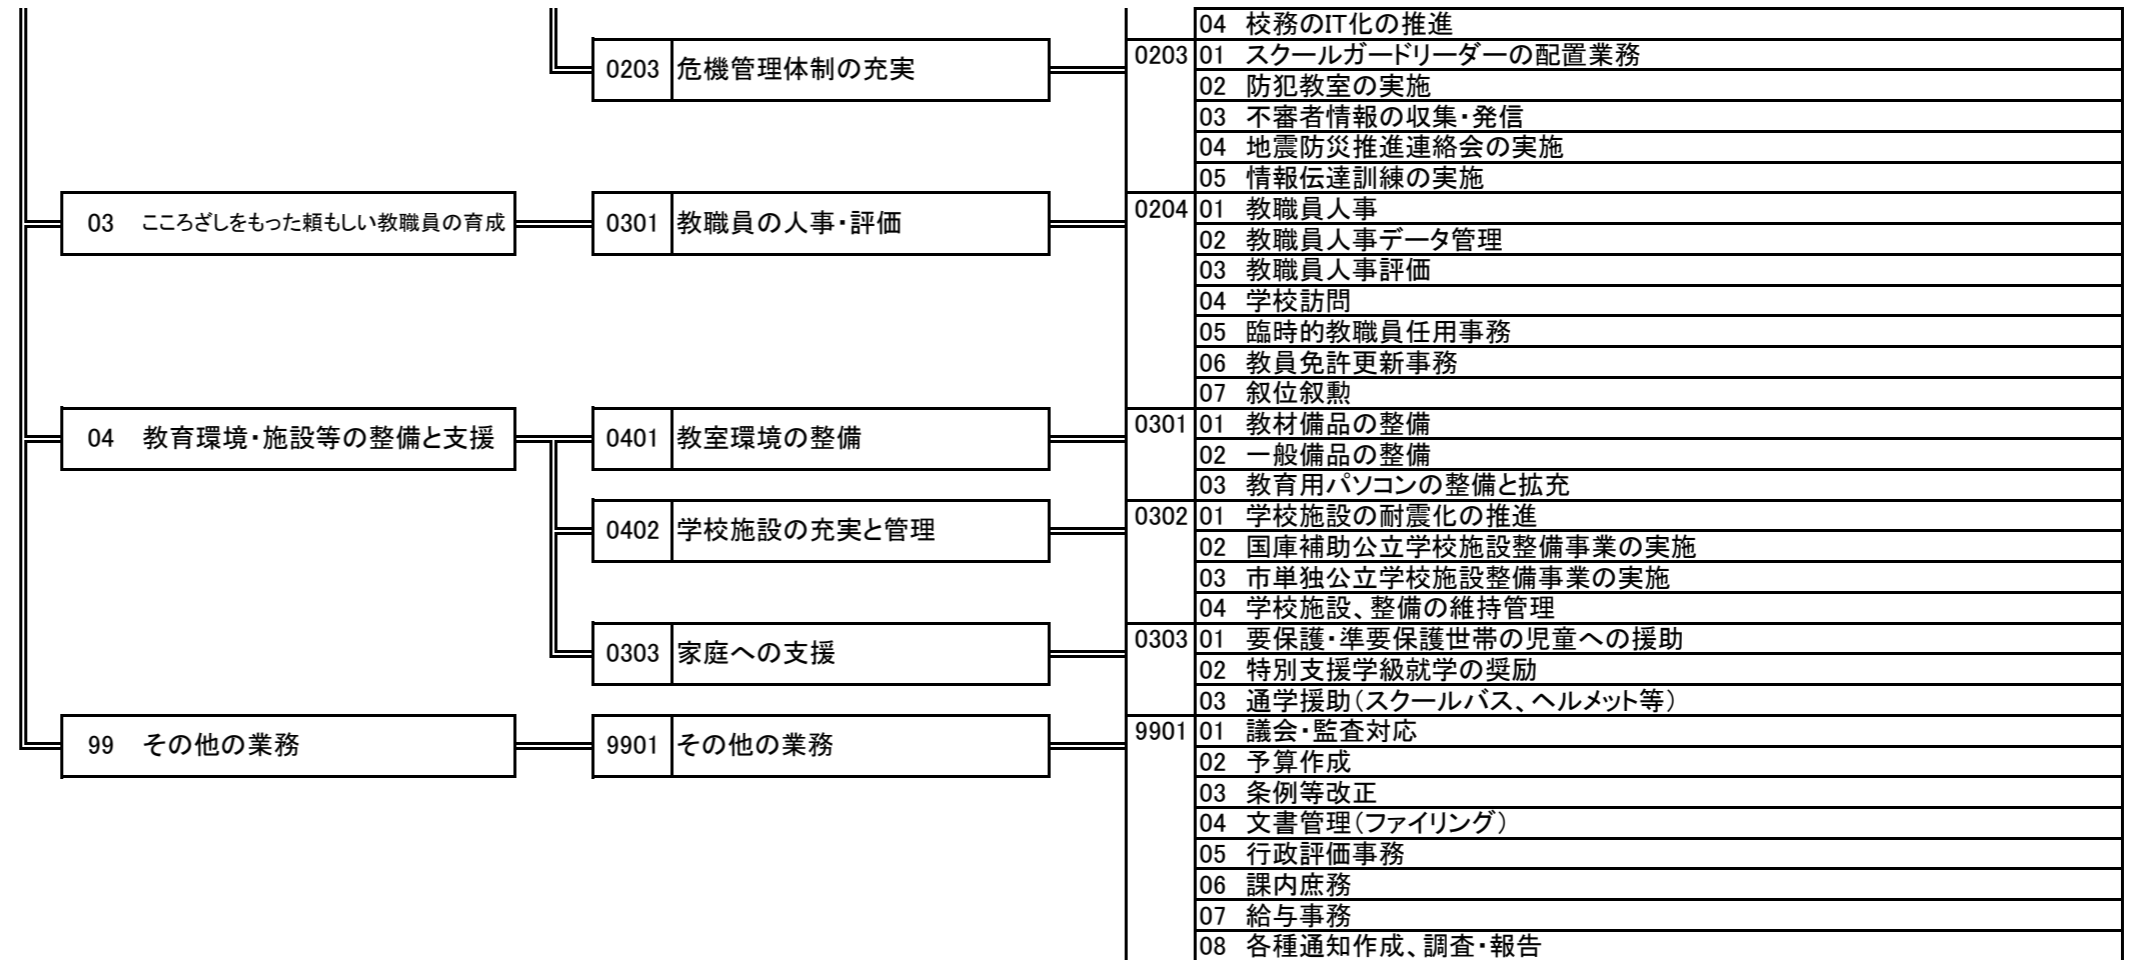 04 校務のIT化の推進
0203 危機管理体制の充実 0203 01 スクールガードリーダーの配置業務
02 防犯教室の実施
03 不審者情報の収集・発信
04 地震防災推進連絡会の実施
05 情報伝達訓練の実施
03 こころざしをもった頼もしい教職員の育成 0301 教職員の人事・評価 0204 01 教職員人事
02 教職員人事データ管理
03 教職員人事評価
04 学校訪問
05 臨時的教職員任用事務
06 教員免許更新事務
07 叙位叙勲
04 教育環境・施設等の整備と支援 0401 教室環境の整備 0301 01 教材備品の整備
02 一般備品の整備
03 教育用パソコンの整備と拡充
0402 学校施設の充実と管理 0302 01 学校施設の耐震化の推進
02 国庫補助公立学校施設整備事業の実施
03 市単独公立学校施設整備事業の実施
04 学校施設、整備の維持管理
0303 家庭への支援 0303 01 要保護・準要保護世帯の児童への援助
02 特別支援学級就学の奨励
03 通学援助（スクールバス、ヘルメット等）
99 その他の業務 9901 その他の業務 9901 01 議会・監査対応
02 予算作成
03 条例等改正
04 文書管理（ファイリング）
05 行政評価事務
06 課内庶務
07 給与事務
08 各種通知作成、調査・報告